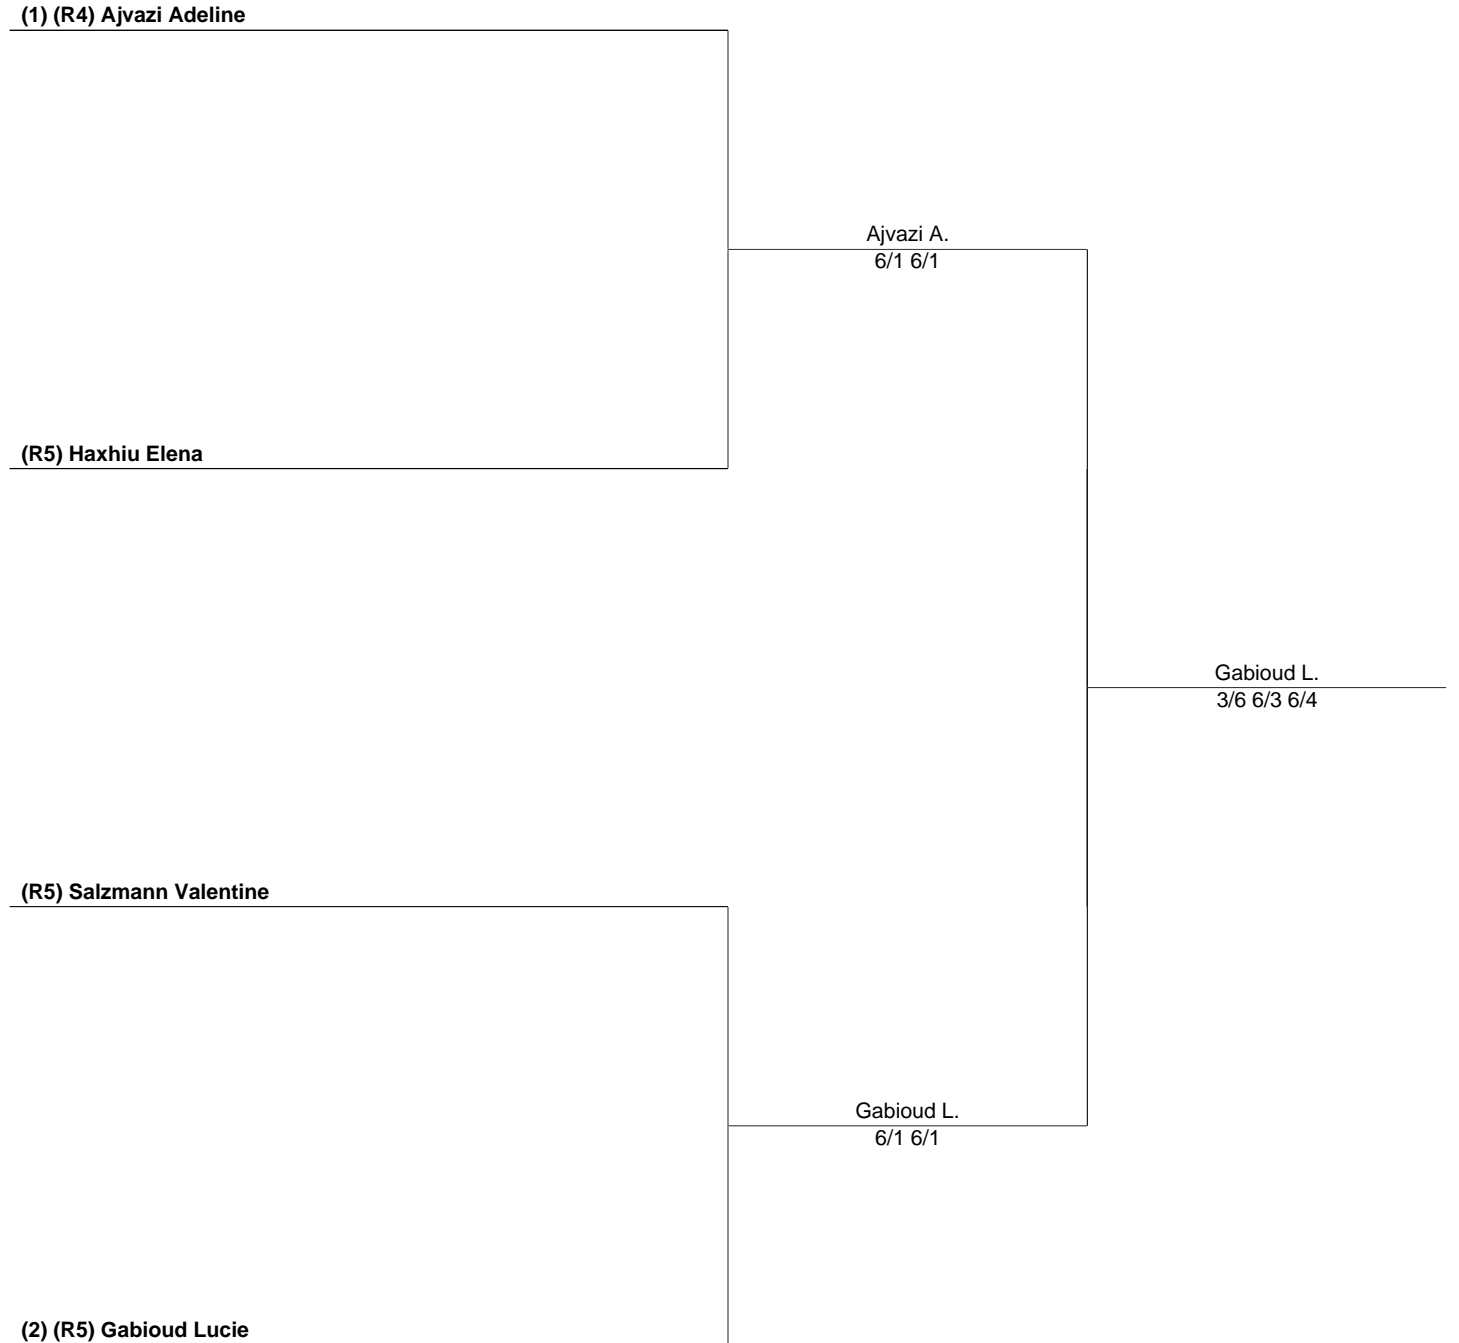 (1) (R4) Ajvazi Adeline
Ajvazi A.
6/1 6/1
(R5) Haxhiu Elena
Gabioud L.
3/6 6/3 6/4
(R5) Salzmann Valentine
Gabioud L.
6/1 6/1
(2) (R5) Gabioud Lucie